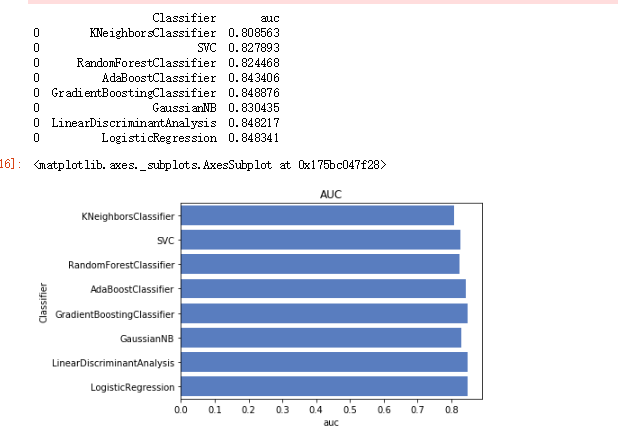 Classifier auc
0 KNeighborsClassifier 0.808563
0 SVC 0.827893
0 RandomForestClassifier 0.824468
0 AdaBoostClassifier 0.843406
0 GradientBoostingClassifier 0.848876
0 GaussianNB 0.830435
0 LinearDiscriminantAnalysis 0.848217
0 LogisticRegression 0.848341
16]: <matplotlib.axes._subplots.AxesSubplot at 0x175bc047f28>
AUC
Classifier
KNeighborsClassifier
SVC
RandomForestClassifier
AdaBoostClassifier
GradientBoostingClassifier
GaussianNB
LinearDiscriminantAnalysis
LogisticRegression
0.0 0.1 0.2 0.3 0.4 0.5 0.6 0.7 0.8
auc